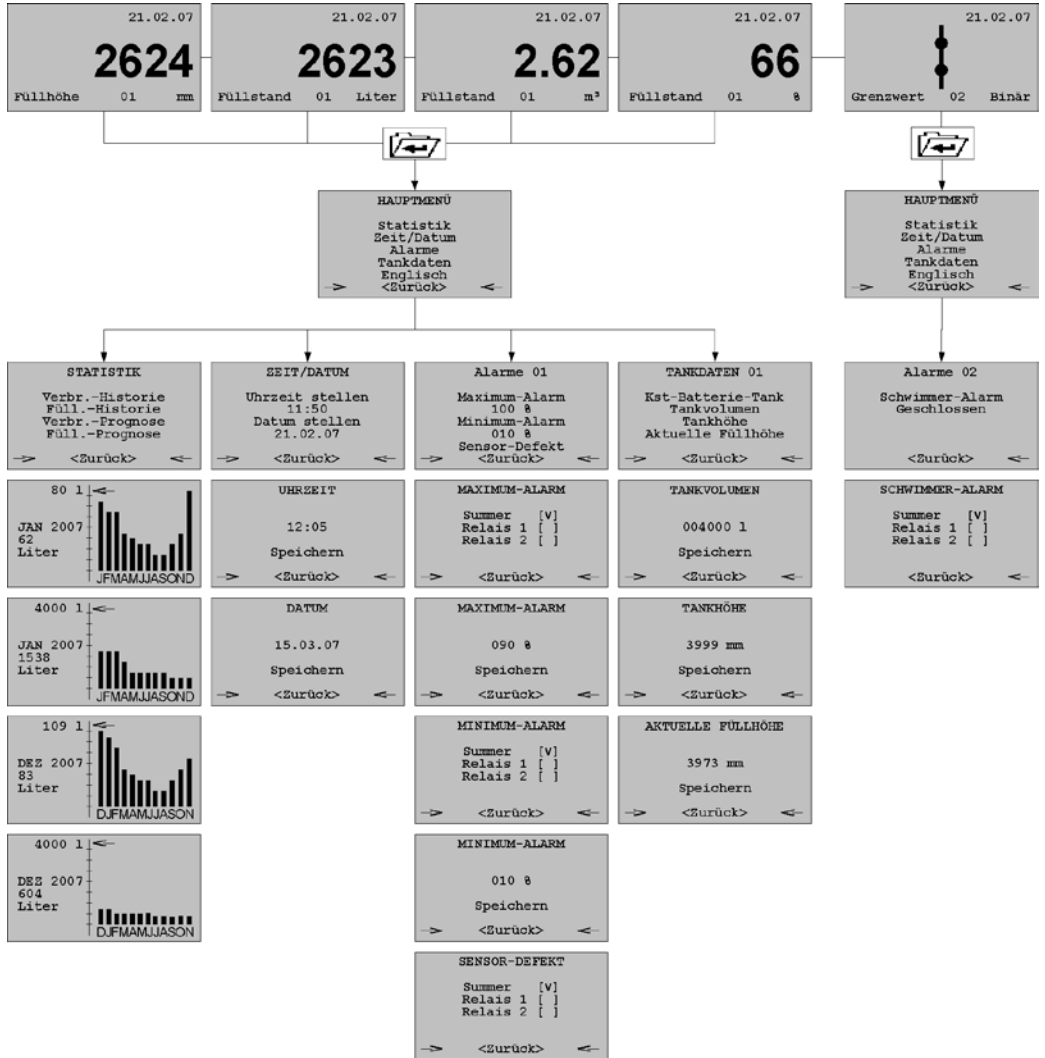 21.02.07
2624
Füllhöhe 01 mm
21.02.07
2623
Füllstand 01 Liter
21.02.07
2.62
Füllstand 01 m³
21.02.07
66
Füllstand 01 %
21.02.07
Grenzwert 02 Binär
HAUPTMENÜ
Statistik
Zeit/Datum
Alarme
Tankdaten
Englisch
<Zurück>
HAUPTMENÜ
Statistik
Zeit/Datum
Alarme
Tankdaten
Englisch
<Zurück>
STATISTIK
Verbr.-Historie
Füll.-Historie
Verbr.-Prognose
Füll.-Prognose
<Zurück>
ZEIT/DATUM
Uhrzeit stellen
11:50
Datum stellen
21.02.07
<Zurück>
Alarme 01
Maximum-Alarm
100 %
Minimum-Alarm
010 %
Sensor-Defekt
<Zurück>
TANKDATEN 01
Kst-Batterie-Tank
Tankvolumen
Tankhöhe
Aktuelle Füllhöhe
<Zurück>
Alarme 02
Schwimmer-Alarm
Geschlossen
<Zurück>
80 l
JAN 2007
62
Liter
JFMAMJJASOND
UHRZEIT
12:05
Speichern
<Zurück>
MAXIMUM-ALARM
Summer [V]
Relais 1 [ ]
Relais 2 [ ]
<Zurück>
TANKVOLUMEN
004000 l
Speichern
<Zurück>
SCHWIMMER-ALARM
Summer [V]
Relais 1 [ ]
Relais 2 [ ]
<Zurück>
4000 l
JAN 2007
1538
Liter
JFMAMJJASOND
DATUM
15.03.07
Speichern
<Zurück>
MAXIMUM-ALARM
090 %
Speichern
<Zurück>
TANKHÖHE
3999 mm
Speichern
<Zurück>
109 l
DEZ 2007
83
Liter
DJFMAMJJASON
MINIMUM-ALARM
Summer [V]
Relais 1 [ ]
Relais 2 [ ]
<Zurück>
AKTUELLE FÜLLHÖHE
3973 mm
Speichern
<Zurück>
4000 l
DEZ 2007
604
Liter
DJFMAMJJASON
MINIMUM-ALARM
010 %
Speichern
<Zurück>
SENSOR-DEFEKT
Summer [V]
Relais 1 [ ]
Relais 2 [ ]
<Zurück>